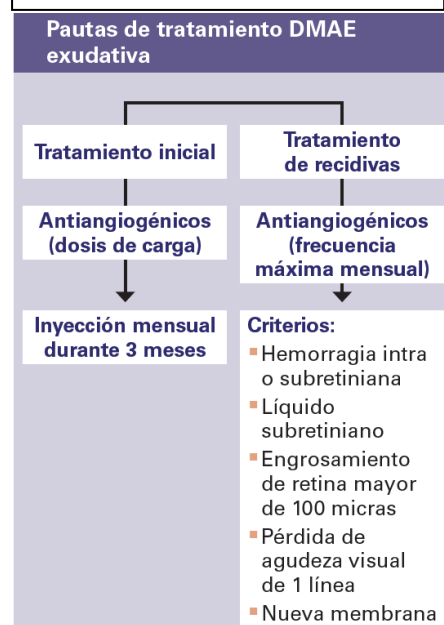 Pautas de tratamiento DMAE
exudativa
Tratamiento inicial
Antiangiogénicos
(dosis de carga)
Inyección mensual
durante 3 meses
Tratamiento
de recidivas
Antiangiogénicos
(frecuencia
máxima mensual)
Criterios:
Hemorragia intra
o subretiniana
Líquido
subretiniano
Engrosamiento
de retina mayor
de 100 micras
Pérdida de
agudeza visual
de 1 línea
Nueva membrana